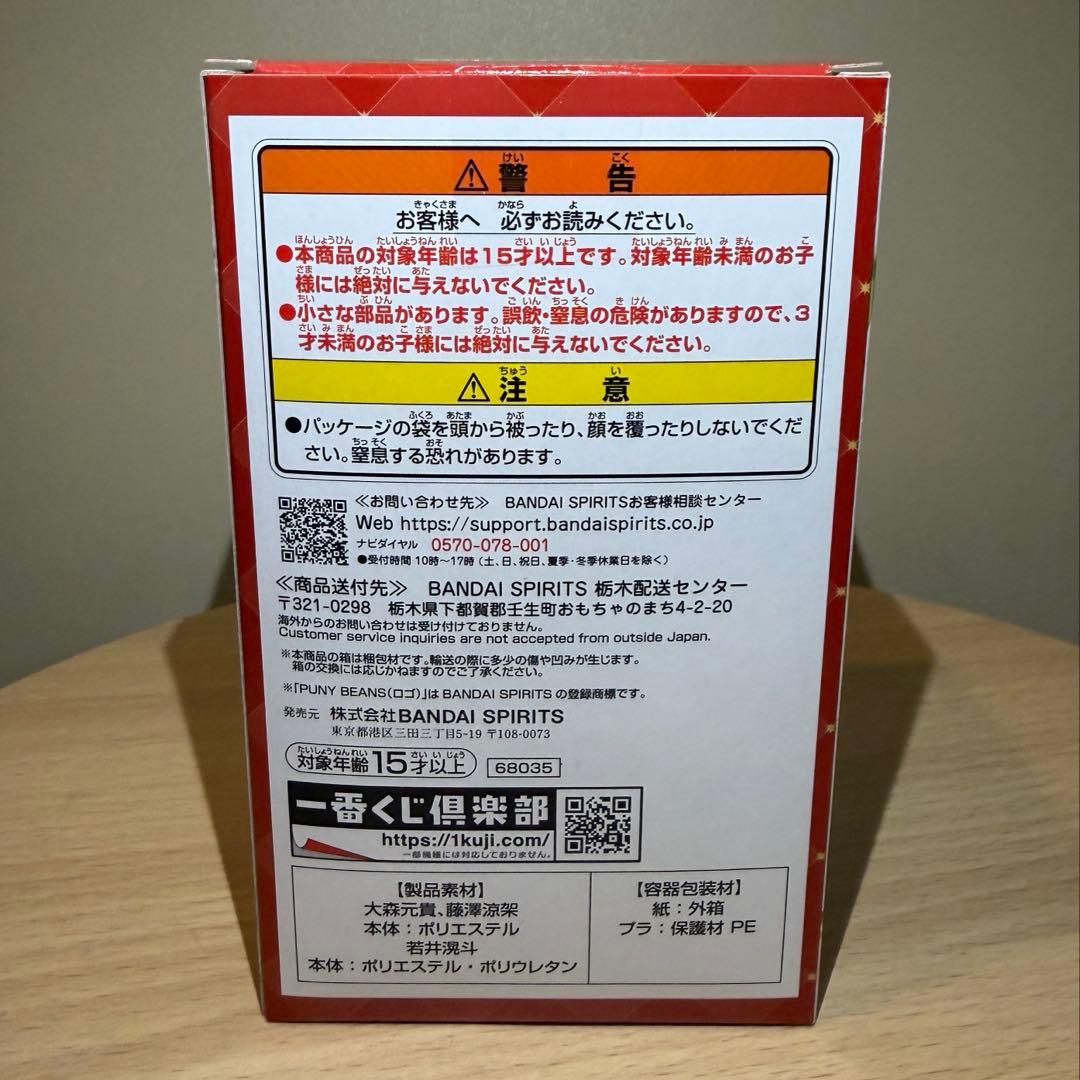 ⚠警告
お客様へ 必ずお読みください。
●本商品の対象年齢は15才以上です。対象年齢未満のお子
様には絶対に与えないでください。
●小さな部品があります。誤飲・窒息の危険がありますので、3
才未満のお子様には絶対に与えないでください。
⚠注意
●パッケージの袋を頭から被ったり、顔を覆ったりしないでくだ
さい。窒息する恐れがあります。
≪お問い合わせ先≫ BANDAI SPIRITSお客様相談センター
Web https://support.bandaispirits.co.jp
ナビダイヤル 0570-078-001
●受付時間 10時～17時(土、日、祝日、夏季・冬季休業日を除く)
≪商品送付先≫ BANDAI SPIRITS 栃木配送センター
〒321-0298 栃木県下都賀郡壬生町おもちゃのまち4-2-20
海外からのお問い合わせは受け付けておりません。
Customer service inquiries are not accepted from outside Japan.
※本商品の箱は梱包材です。輸送の際に多少の傷や凹みが生じます。
箱の交換には応じかねますのでご了承ください。
※「PUNY BEANS(ロゴ)」は BANDAI SPIRITS の登録商標です。
発売元 株式会社BANDAI SPIRITS
東京都港区三田三丁目5-19 〒108-0073
対象年齢15才以上 68035
一番くじ倶楽部
https://1kuji.com/
一部機種には対応しておりません。
【製品素材】
大森元貴、藤澤涼架
本体：ポリエステル
若井滉斗
本体：ポリエステル・ポリウレタン
【容器包装材】
紙：外箱
プラ：保護材 PE